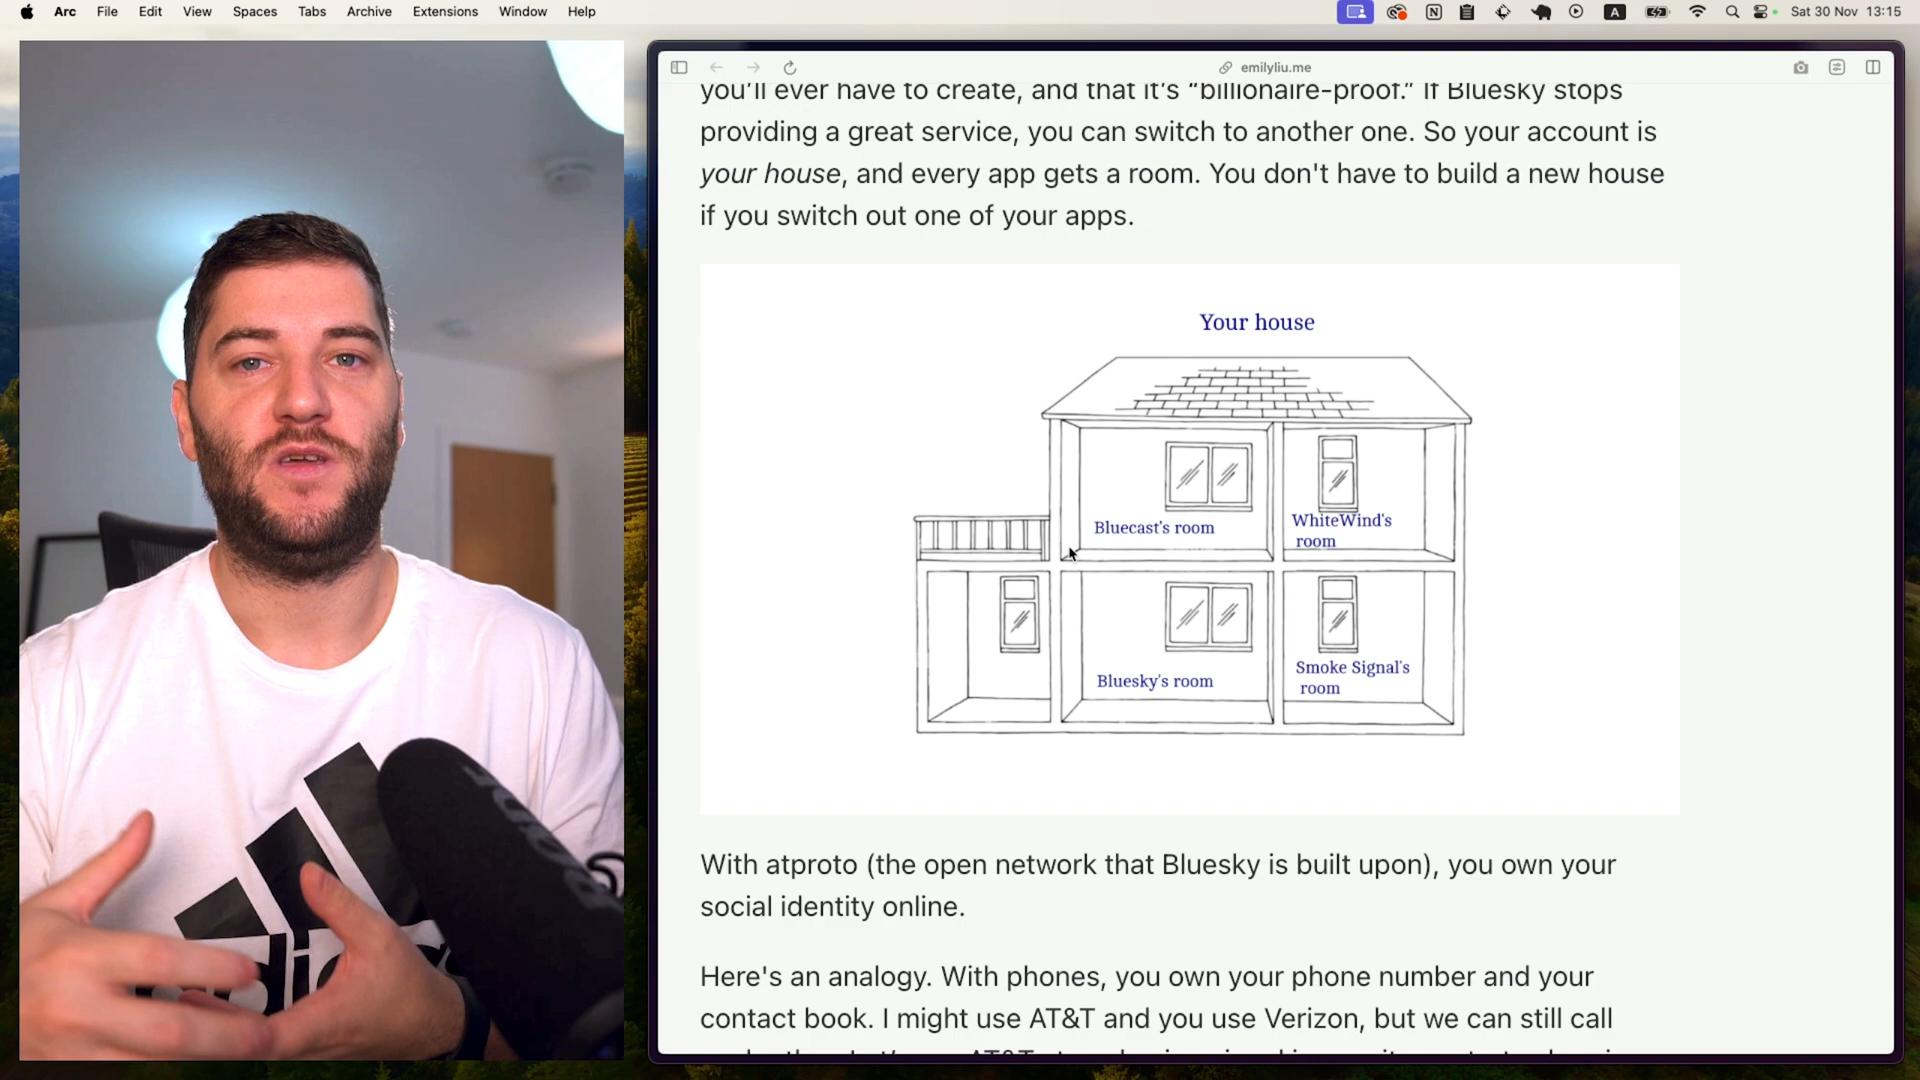 Arc File Edit View Spaces Tabs Archive Extensions Window Help
A
Sat 30 Nov 13:15
emilyliu.me
you'll ever have to create, and that it's “billionaire-proof.” If Bluesky stops
providing a great service, you can switch to another one. So your account is
your house, and every app gets a room. You don't have to build a new house
if you switch out one of your apps.
Your house
Bluecast's room
WhiteWind's
room
Bluesky's room
Smoke Signal's
room
With atproto (the open network that Bluesky is built upon), you own your
social identity online.
Here's an analogy. With phones, you own your phone number and your
contact book. I might use AT&T and you use Verizon, but we can still call
RODE